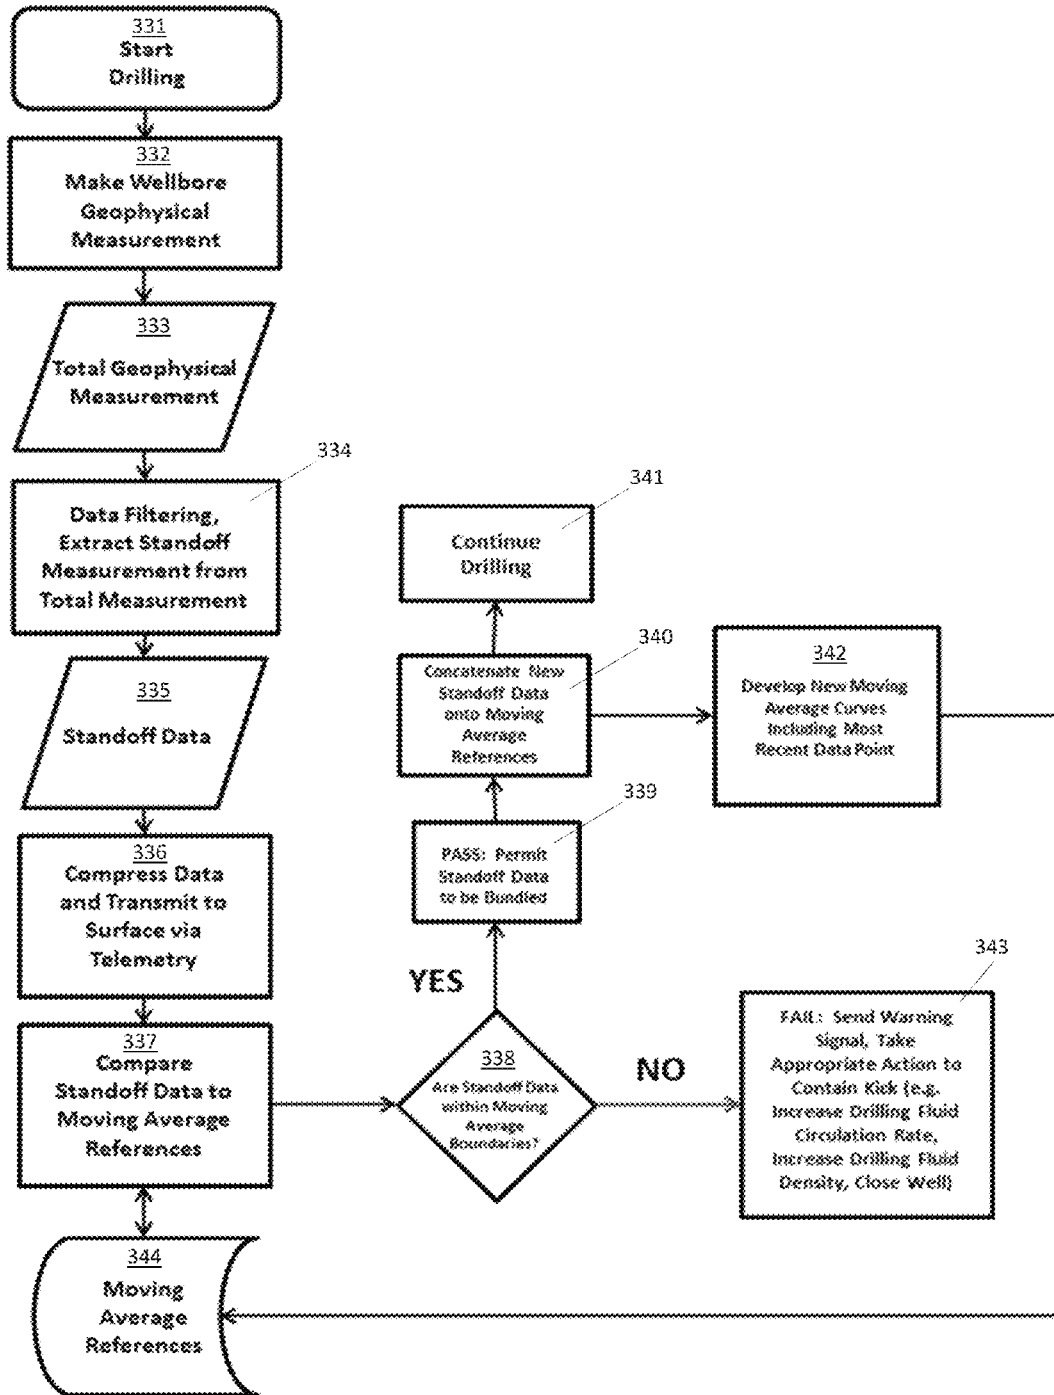 331
Start
Drilling
332
Make Wellbore
Geophysical
Measurement
333
Total Geophysical
Measurement
334
Data Filtering,
Extract Standoff
Measurement from
Total Measurement
335
Standoff Data
336
Compress Data
and Transmit to
Surface via
Telemetry
337
Compare
Standoff Data to
Moving Average
References
344
Moving
Average
References
338
Are Standoff Data
within Moving
Average
Boundaries?
YES
NO
339
PASS: Permit
Standoff Data
to be Bundled
340
Concatenate New
Standoff Data
onto Moving
Average
References
341
Continue
Drilling
342
Develop New Moving
Average Curves
Including Most
Recent Data Point
343
FAIL: Send Warning
Signal, Take
Appropriate Action to
Contain Kick (e.g.
Increase Drilling Fluid
Circulation Rate,
Increase Drilling Fluid
Density, Close Well)